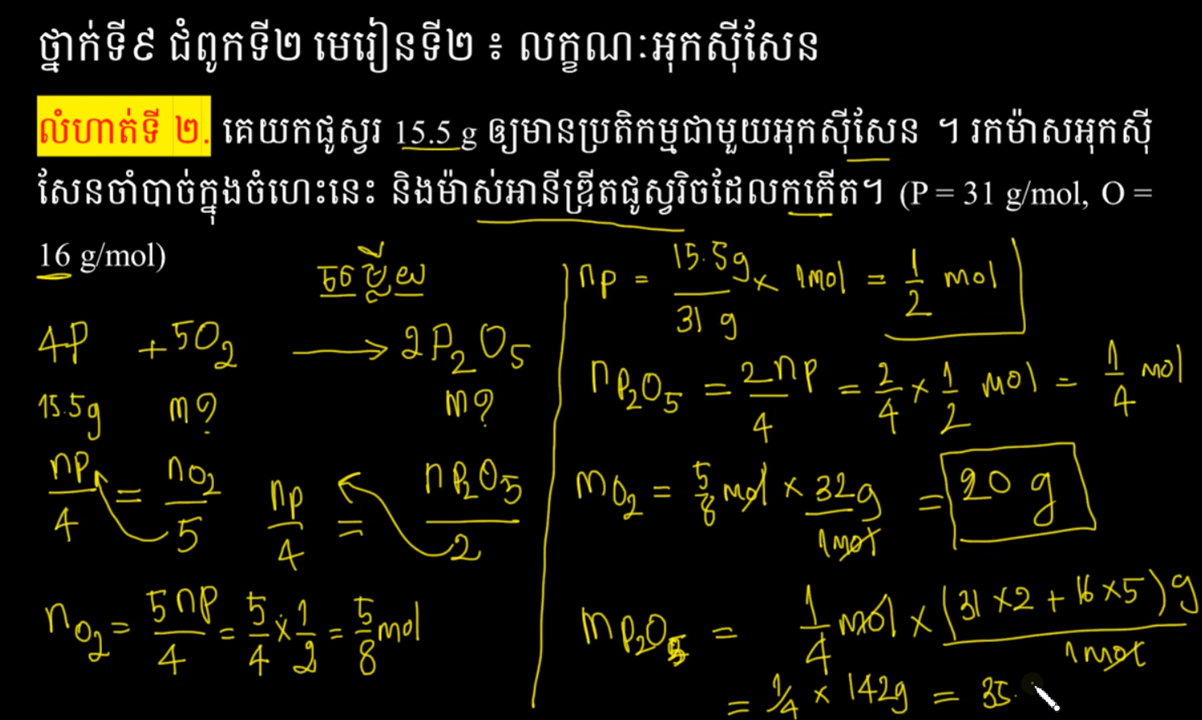 ថ្នាក់ទី៩ ជំពូកទី២ មេរៀនទី២ ៖ លក្ខណៈអុកស៊ីសែន
លំហាត់ទី ២. គេយកផូស្វរ 15.5 g ឲ្យមានប្រតិកម្មជាមួយអុកស៊ីសែន ។ រកម៉ាសអុកស៊ី
សែនចាំបាច់ក្នុងចំហេះនេះ និងម៉ាស់អានីឌ្រីតផូស្វរិចដែលកកើត។ (P = 31 g/mol, O =
16 g/mol)
ចម្លើយ
4P + 5O₂ ⟶ 2P₂O₅
15.5g m? m?
nP/4 = nO₂/5 nP/4 = nP₂O₅/2
nO₂ = 5nP/4 = 5/4 × 1/2 = 5/8 mol
nP = 15.5g/31 g × 1mol = 1/2 mol
nP₂O₅ = 2nP/4 = 2/4 × 1/2 mol = 1/4 mol
mO₂ = 5/8 mol × 32g/1mol = 20 g
mP₂O₅ = 1/4 mol × (31 × 2 + 16 × 5)g/1mol
= 1/4 × 142g = 35.